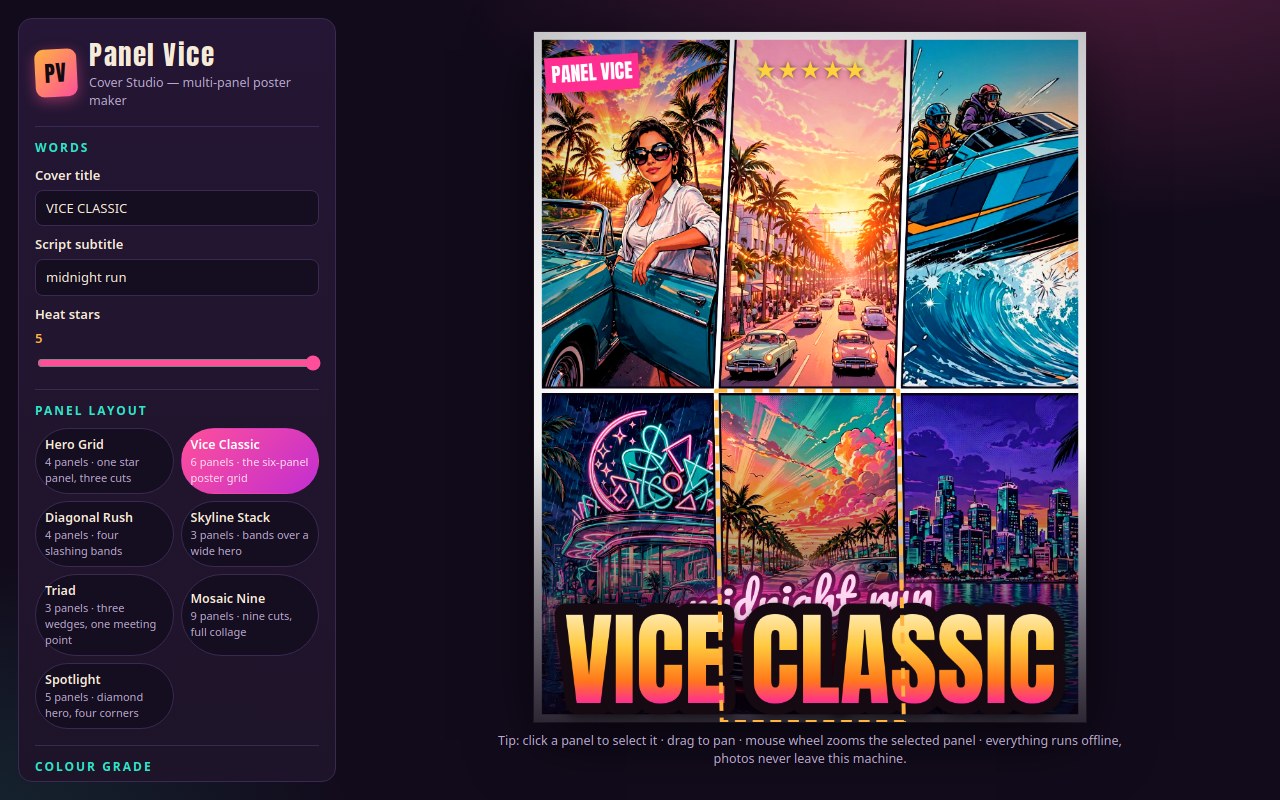 PV
Panel Vice
Cover Studio — multi-panel poster
maker
WORDS
Cover title
VICE CLASSIC
Script subtitle
midnight run
Heat stars
5
PANEL LAYOUT
Hero Grid
4 panels · one star
panel, three cuts
Vice Classic
6 panels · the six-panel
poster grid
Diagonal Rush
4 panels · four
slashing bands
Skyline Stack
3 panels · bands over a
wide hero
Triad
3 panels · three
wedges, one meeting
point
Mosaic Nine
9 panels · nine cuts,
full collage
Spotlight
5 panels · diamond
hero, four corners
COLOUR GRADE
PANEL VICE
★★★★★
midnight run
VICE CLASSIC
Tip: click a panel to select it · drag to pan · mouse wheel zooms the selected panel · everything runs offline,
photos never leave this machine.